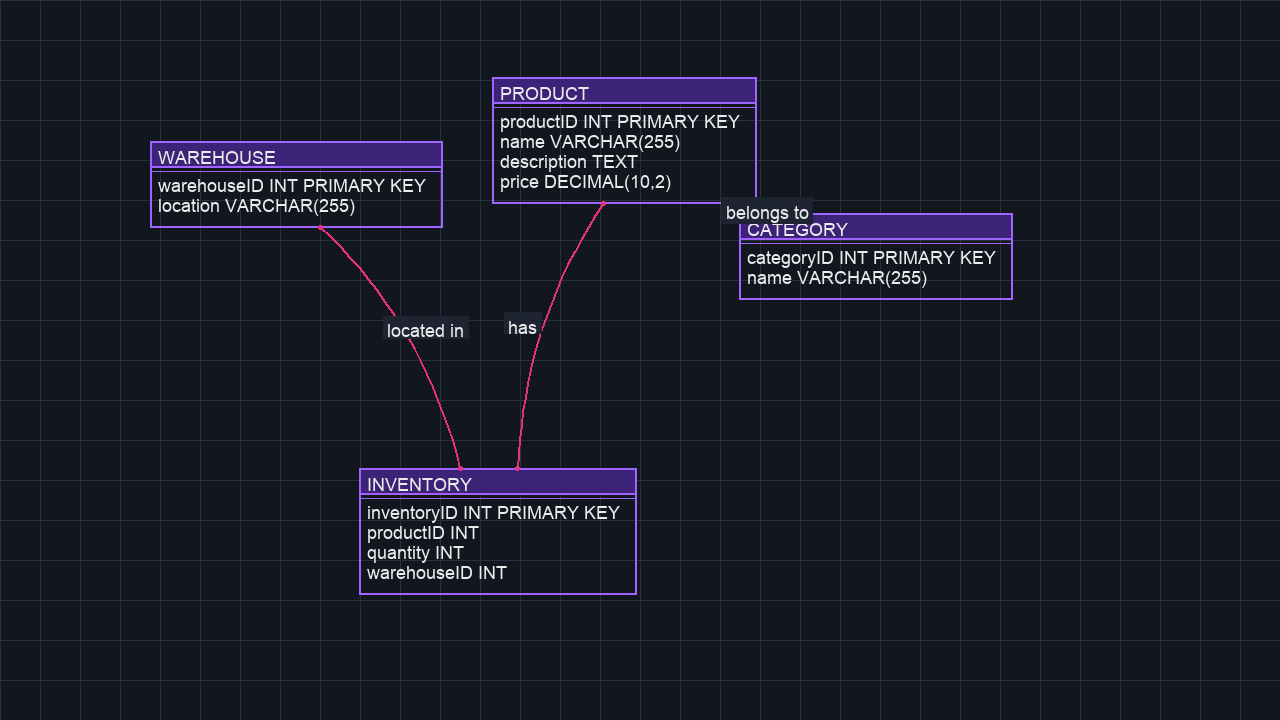 PRODUCT
productID INT PRIMARY KEY
name VARCHAR(255)
description TEXT
price DECIMAL(10,2)
WAREHOUSE
warehouseID INT PRIMARY KEY
location VARCHAR(255)
belongs to
CATEGORY
categoryID INT PRIMARY KEY
name VARCHAR(255)
located in
has
INVENTORY
inventoryID INT PRIMARY KEY
productID INT
quantity INT
warehouseID INT